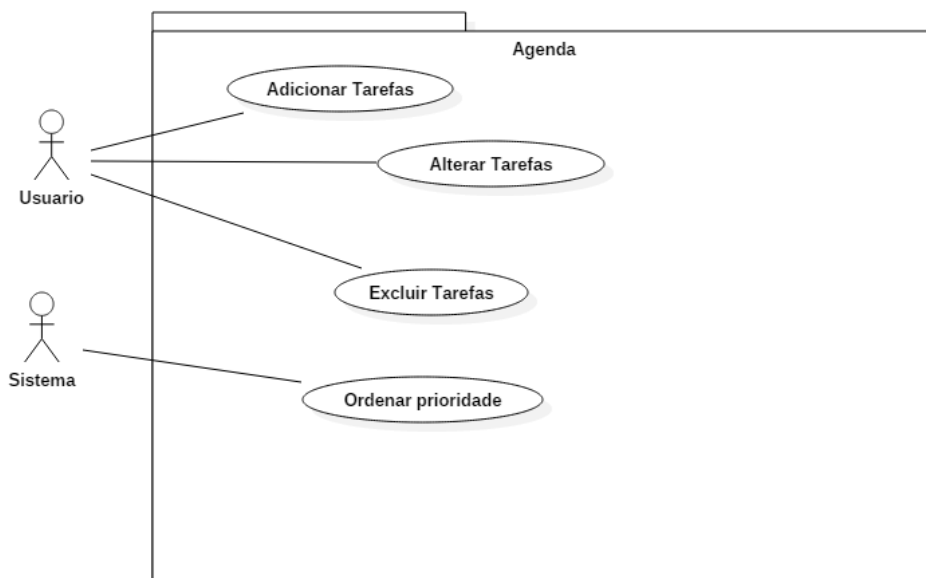 Agenda
Adicionar Tarefas
Alterar Tarefas
Usuario
Excluir Tarefas
Sistema
Ordenar prioridade